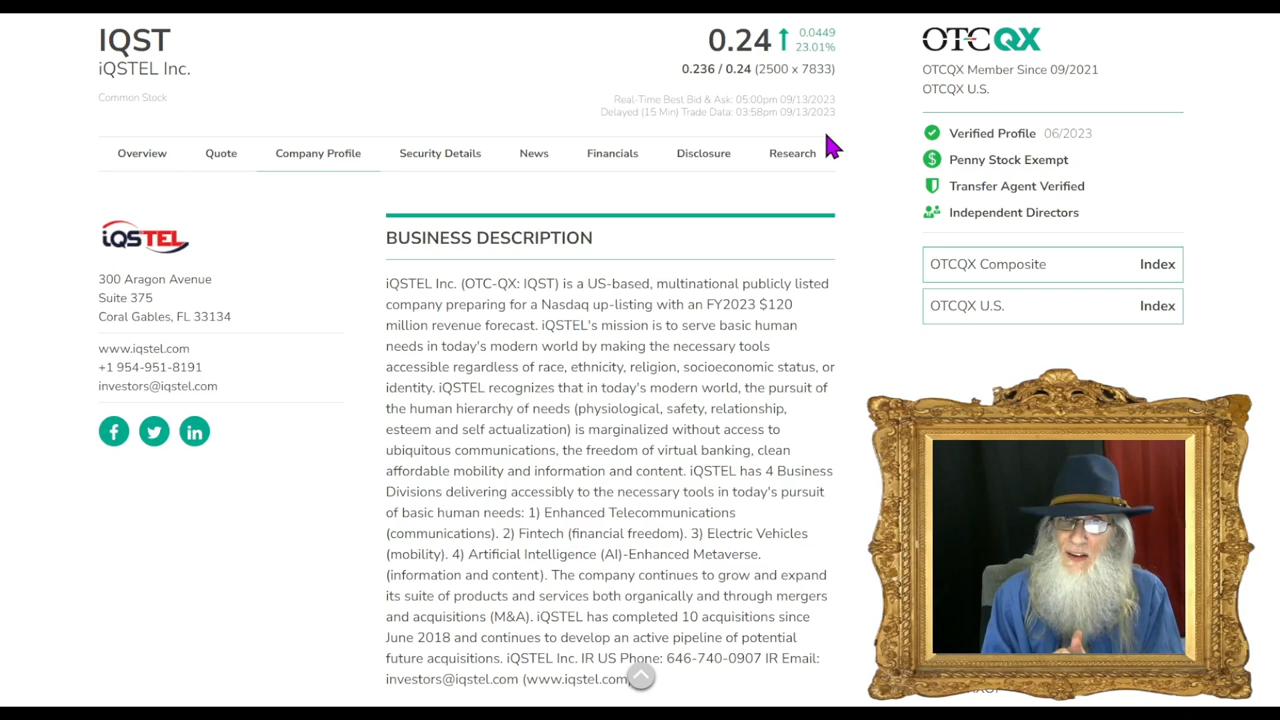 IQST
iQSTEL Inc.
Common Stock
0.24
0.0449
23.01%
0.236 / 0.24 (2500 x 7833)
Real-Time Best Bid & Ask: 05:00pm 09/13/2023
Delayed (15 Min) Trade Data: 03:58pm 09/13/2023
Overview Quote Company Profile Security Details News Financials Disclosure Research
iQSTEL
300 Aragon Avenue
Suite 375
Coral Gables, FL 33134
www.iqstel.com
+1 954-951-8191
investors@iqstel.com
BUSINESS DESCRIPTION
iQSTEL Inc. (OTC-QX: IQST) is a US-based, multinational publicly listed
company preparing for a Nasdaq up-listing with an FY2023 $120
million revenue forecast. iQSTEL's mission is to serve basic human
needs in today's modern world by making the necessary tools
accessible regardless of race, ethnicity, religion, socioeconomic status, or
identity. iQSTEL recognizes that in today's modern world, the pursuit of
the human hierarchy of needs (physiological, safety, relationship,
esteem and self actualization) is marginalized without access to
ubiquitous communications, the freedom of virtual banking, clean
affordable mobility and information and content. iQSTEL has 4 Business
Divisions delivering accessibly to the necessary tools in today's pursuit
of basic human needs: 1) Enhanced Telecommunications
(communications). 2) Fintech (financial freedom). 3) Electric Vehicles
(mobility). 4) Artificial Intelligence (AI)-Enhanced Metaverse.
(information and content). The company continues to grow and expand
its suite of products and services both organically and through mergers
and acquisitions (M&A). iQSTEL has completed 10 acquisitions since
June 2018 and continues to develop an active pipeline of potential
future acquisitions. iQSTEL Inc. IR US Phone: 646-740-0907 IR Email:
investors@iqstel.com (www.iqstel.com
OTCQX
OTCQX Member Since 09/2021
OTCQX U.S.
Verified Profile 06/2023
Penny Stock Exempt
Transfer Agent Verified
Independent Directors
OTCQX Composite Index
OTCQX U.S. Index